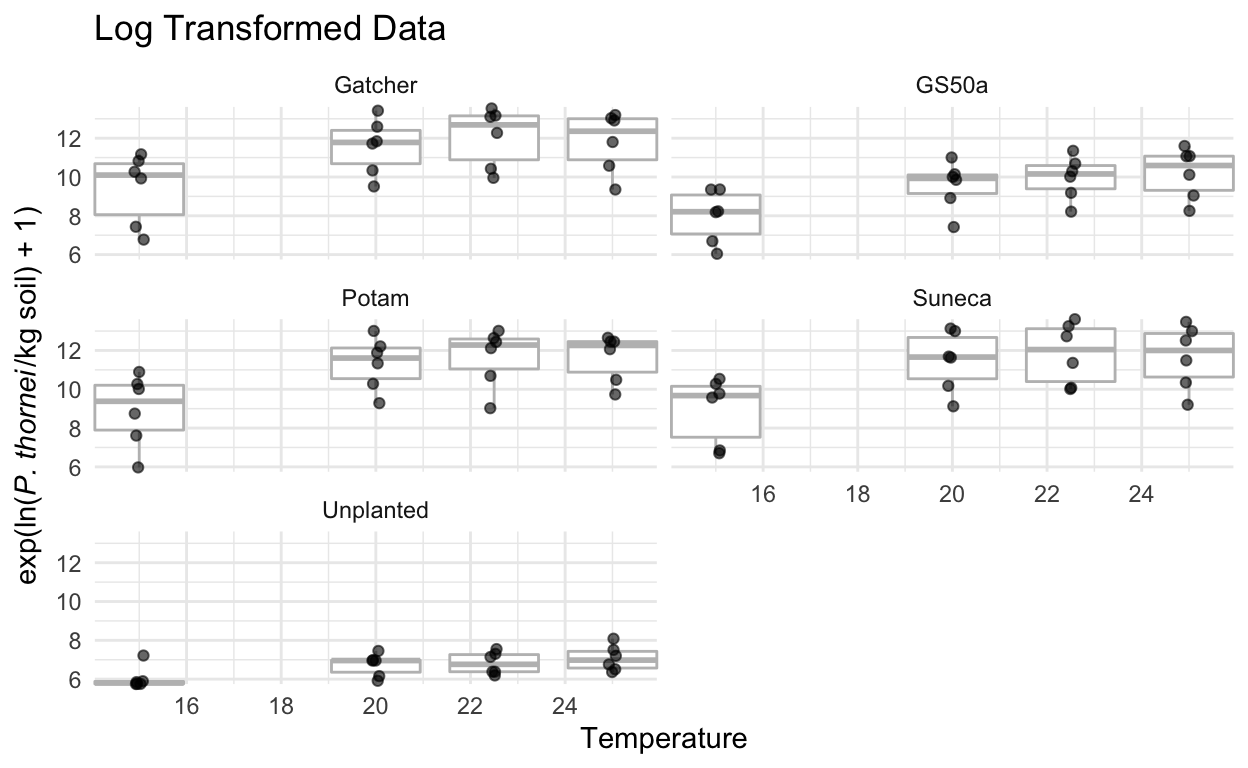 Log Transformed Data
Gatcher
GS50a
12
10
8
6
Potam
Suneca
12
10
8
6
16 18 20 22 24
Unplanted
12
10
8
6
16 18 20 22 24
exp(ln(P. thornei/kg soil) + 1)
Temperature